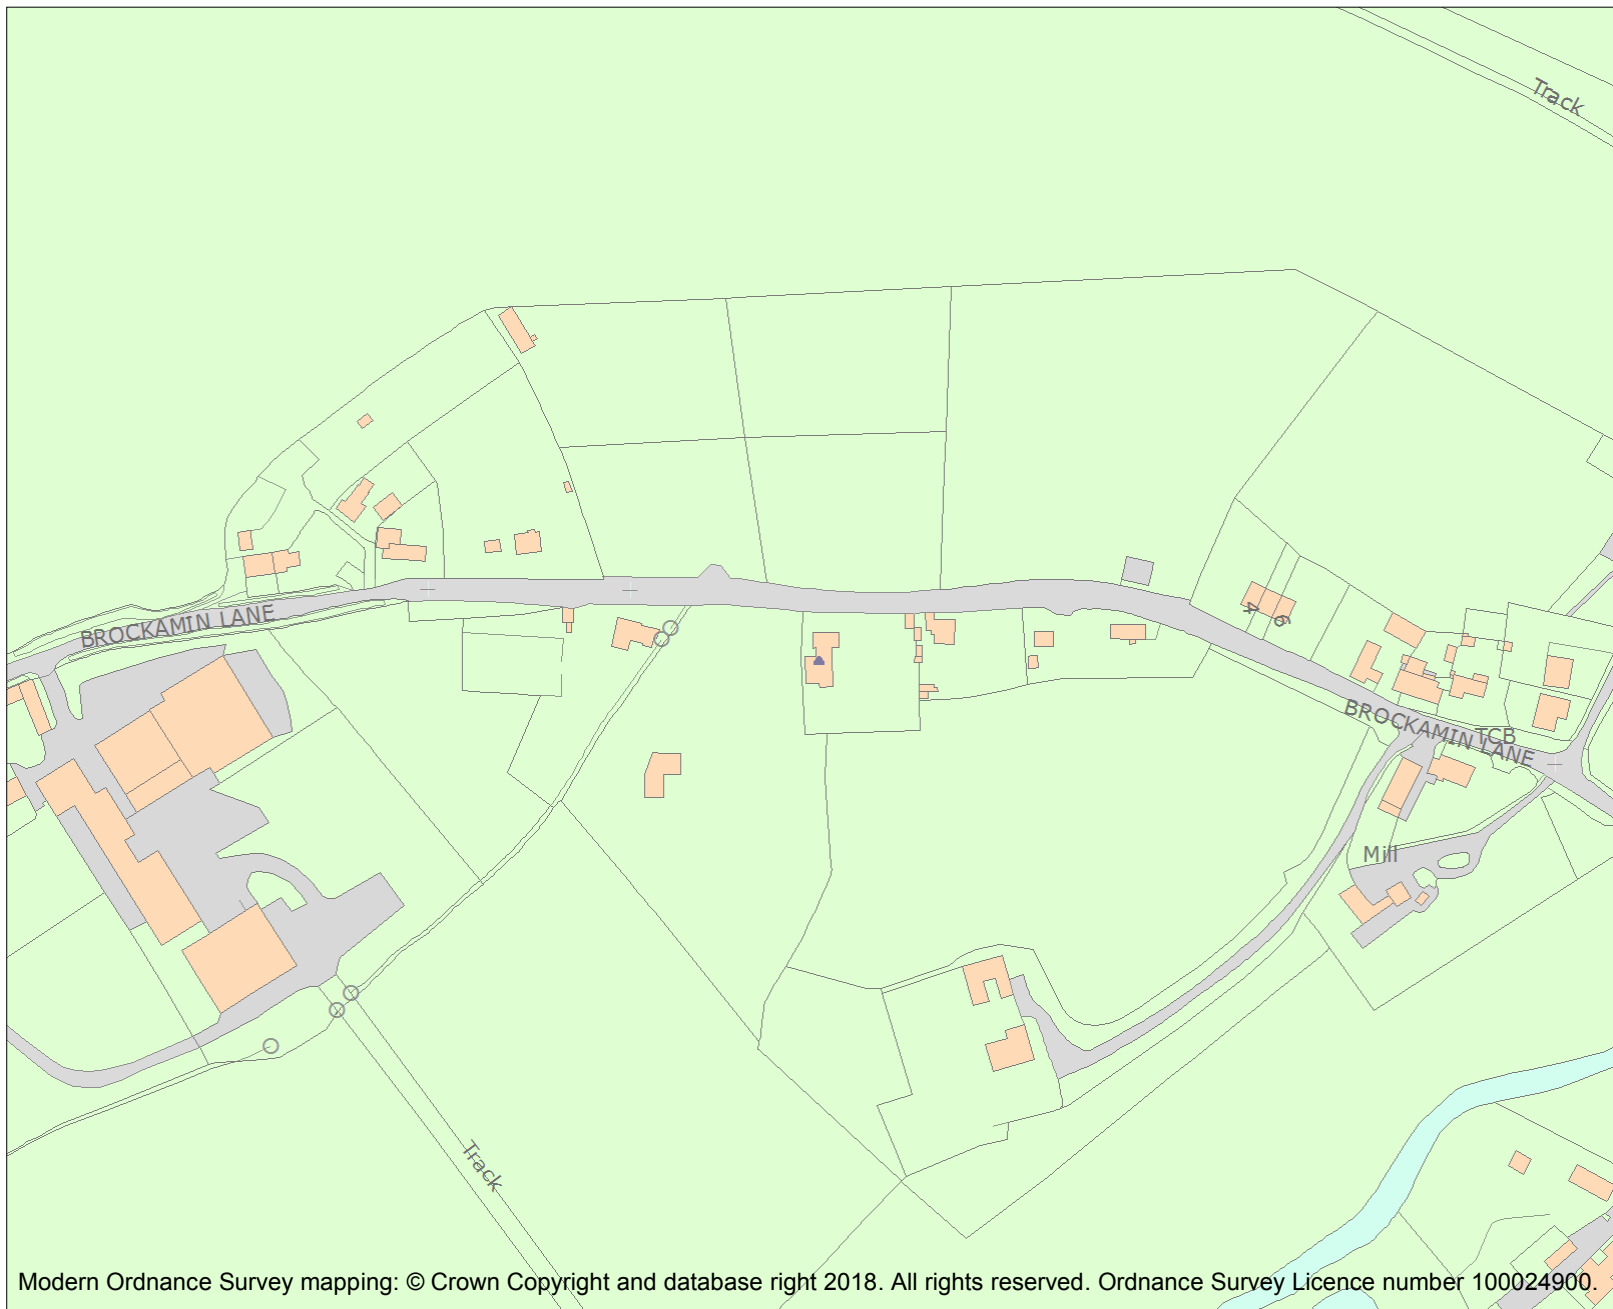 Track
BROCKAMIN LANE
4
6
BROCKAMIN LANE
TCB
Mill
Track
Modern Ordnance Survey mapping: © Crown Copyright and database right 2018. All rights reserved. Ordnance Survey Licence number 100024900.